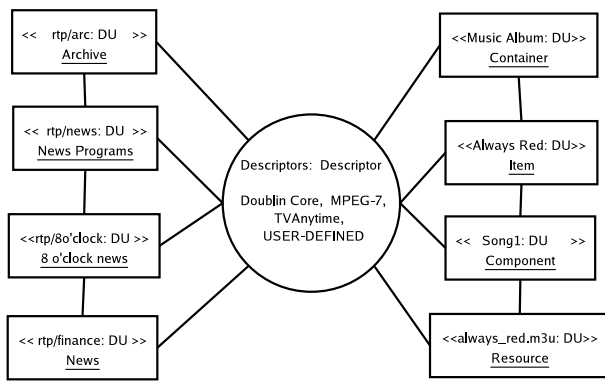 << rtp/arc: DU >>
Archive
<< rtp/news: DU >>
News Programs
<<rtp/8o'clock: DU >>
8 o'clock news
<< rtp/finance: DU >>
News
Descriptors: Descriptor
Doublin Core, MPEG-7,
TVAnytime,
USER-DEFINED
<<Music Album: DU>>
Container
<<Always Red: DU>>
Item
<< Song1: DU >>
Component
<<always_red.m3u: DU>>
Resource